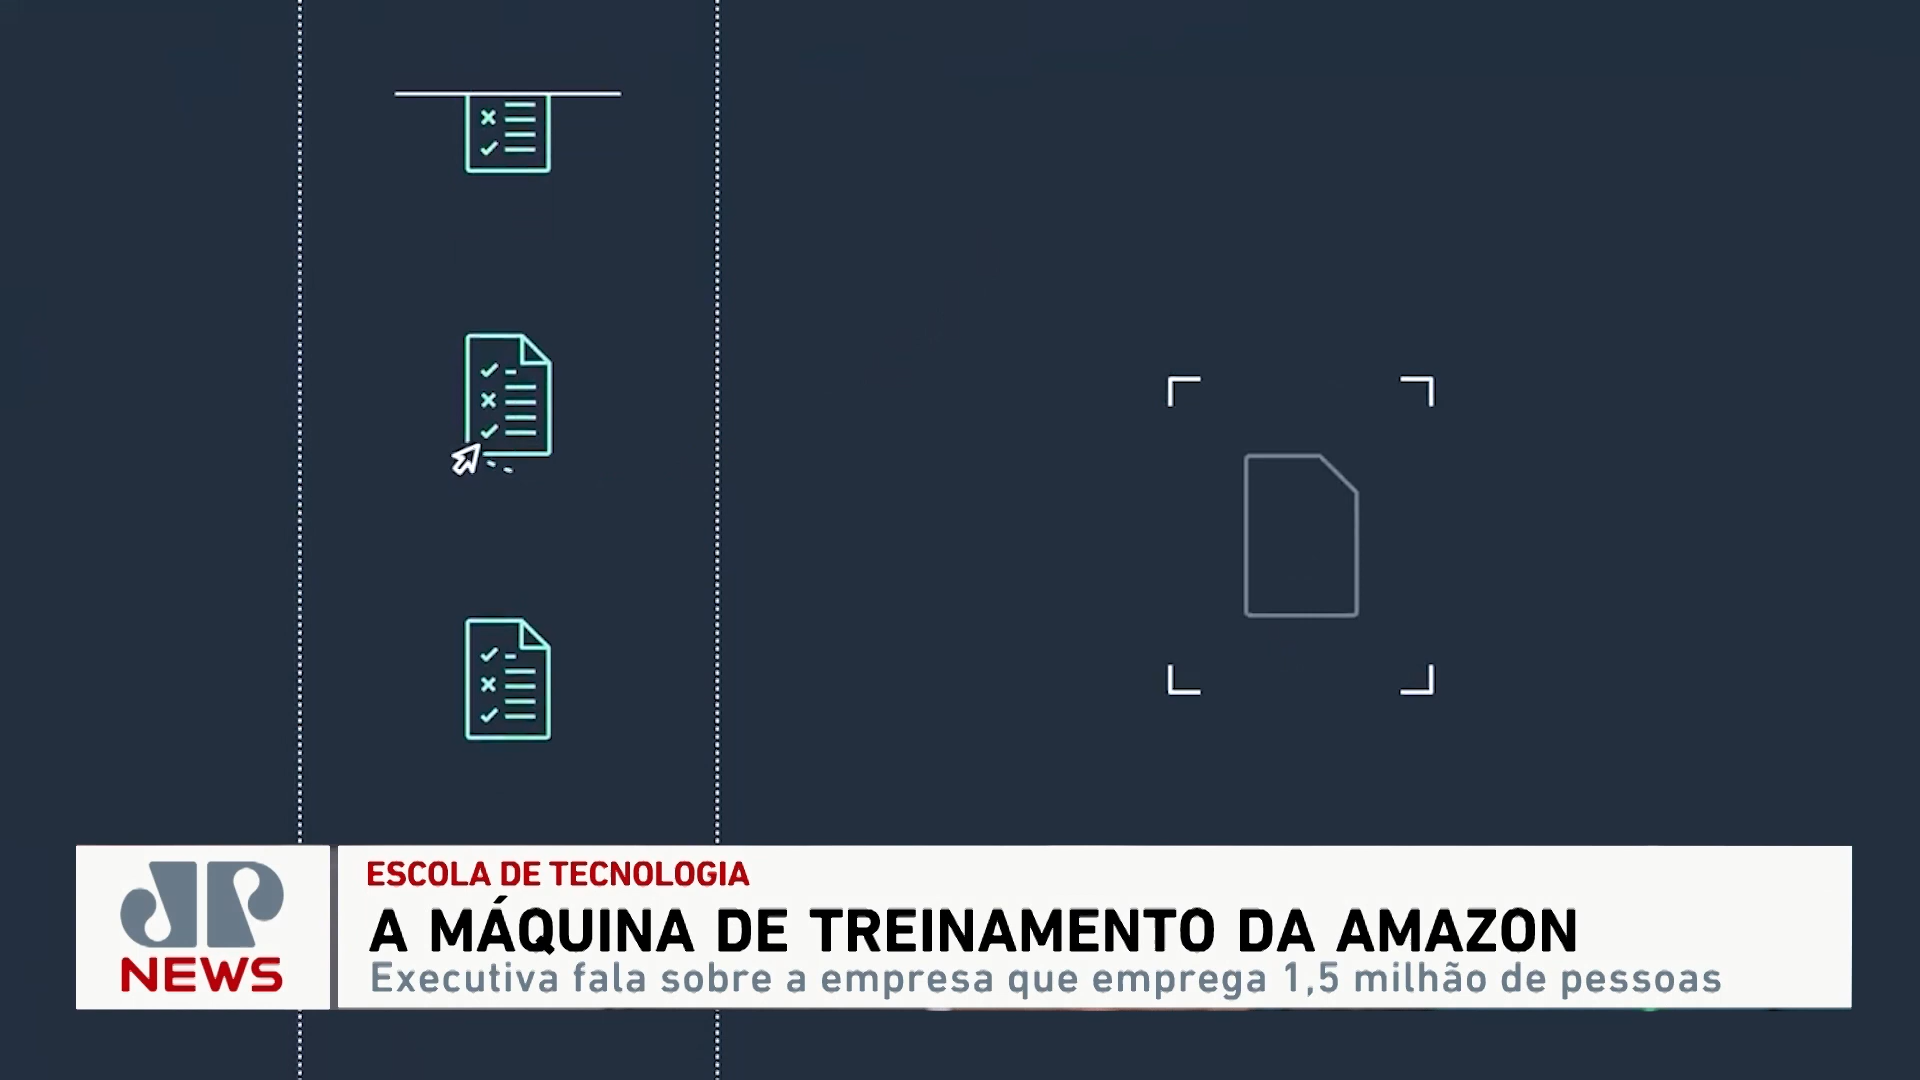 JP
NEWS
ESCOLA DE TECNOLOGIA
A MÁQUINA DE TREINAMENTO DA AMAZON
Executiva fala sobre a empresa que emprega 1,5 milhão de pessoas